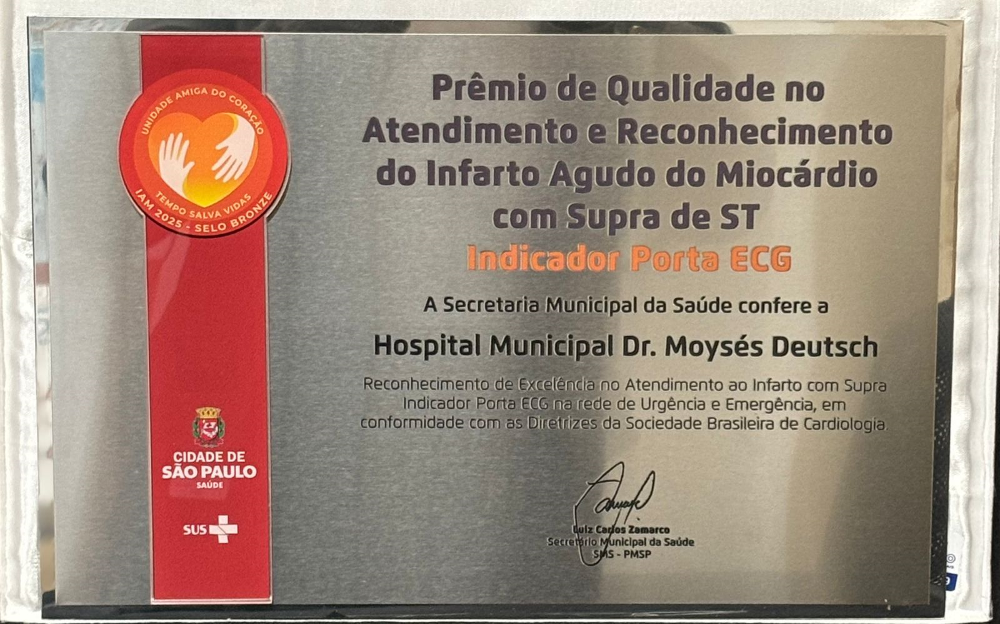 UNIDADE AMIGA DO CORAÇÃO
TEMPO SALVA VIDAS
IAM 2025 - SELO BRONZE
Prêmio de Qualidade no
Atendimento e Reconhecimento
do Infarto Agudo do Miocárdio
com Supra de ST
Indicador Porta ECG
A Secretaria Municipal da Saúde confere a
Hospital Municipal Dr. Moysés Deutsch
Reconhecimento de Excelência no Atendimento ao Infarto com Supra
Indicador Porta ECG na rede de Urgência e Emergência, em
conformidade com as Diretrizes da Sociedade Brasileira de Cardiologia.
CIDADE DE
SÃO PAULO
SAÚDE
SUS
Luiz Carlos Zamarco
Secretário Municipal da Saúde
SMS - PMSP